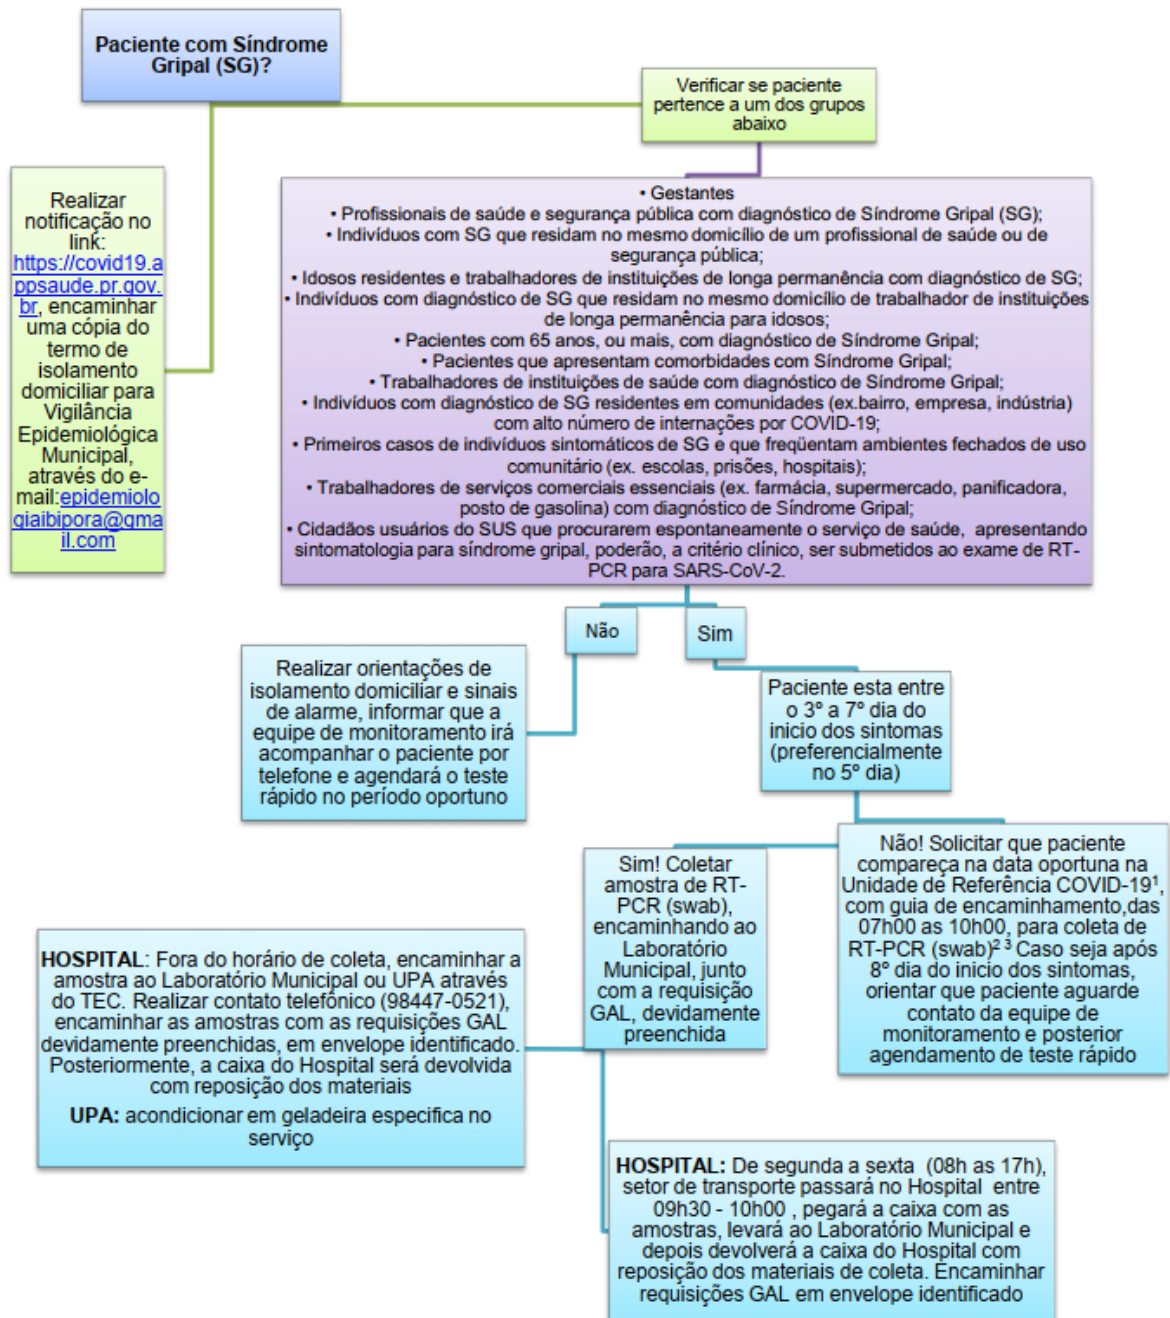 Paciente com Síndrome
Gripal (SG)?
Verificar se paciente
pertence a um dos grupos
abaixo
Realizar
notificação no
link:
https://covid19.a
ppsaude.pr.gov.
br, encaminhar
uma cópia do
termo de
isolamento
domiciliar para
Vigilância
Epidemiológica
Municipal,
através do e-
mail:epidemiolo
giaibipora@gma
il.com
• Gestantes
• Profissionais de saúde e segurança pública com diagnóstico de Síndrome Gripal (SG);
• Indivíduos com SG que residam no mesmo domicílio de um profissional de saúde ou de
segurança pública;
• Idosos residentes e trabalhadores de instituições de longa permanência com diagnóstico de SG;
• Indivíduos com diagnóstico de SG que residam no mesmo domicílio de trabalhador de instituições
de longa permanência para idosos;
• Pacientes com 65 anos, ou mais, com diagnóstico de Síndrome Gripal;
• Pacientes que apresentam comorbidades com Síndrome Gripal;
• Trabalhadores de instituições de saúde com diagnóstico de Síndrome Gripal;
• Indivíduos com diagnóstico de SG residentes em comunidades (ex.bairro, empresa, indústria)
com alto número de internações por COVID-19;
• Primeiros casos de indivíduos sintomáticos de SG e que freqüentam ambientes fechados de uso
comunitário (ex. escolas, prisões, hospitais);
• Trabalhadores de serviços comerciais essenciais (ex. farmácia, supermercado, panificadora,
posto de gasolina) com diagnóstico de Síndrome Gripal;
• Cidadãos usuários do SUS que procurarem espontaneamente o serviço de saúde, apresentando
sintomatologia para síndrome gripal, poderão, a critério clínico, ser submetidos ao exame de RT-
PCR para SARS-CoV-2.
Não
Sim
Realizar orientações de
isolamento domiciliar e sinais
de alarme, informar que a
equipe de monitoramento irá
acompanhar o paciente por
telefone e agendará o teste
rápido no período oportuno
Paciente esta entre
o 3º a 7º dia do
inicio dos sintomas
(preferencialmente
no 5º dia)
Sim! Coletar
amostra de RT-
PCR (swab),
encaminhando ao
Laboratório
Municipal, junto
com a requisição
GAL, devidamente
preenchida
Não! Solicitar que paciente
compareça na data oportuna na
Unidade de Referência COVID-19¹,
com guia de encaminhamento,das
07h00 as 10h00, para coleta de
RT-PCR (swab)² ³ Caso seja após
8º dia do inicio dos sintomas,
orientar que paciente aguarde
contato da equipe de
monitoramento e posterior
agendamento de teste rápido
HOSPITAL: Fora do horário de coleta, encaminhar a
amostra ao Laboratório Municipal ou UPA através
do TEC. Realizar contato telefônico (98447-0521),
encaminhar as amostras com as requisições GAL
devidamente preenchidas, em envelope identificado.
Posteriormente, a caixa do Hospital será devolvida
com reposição dos materiais
UPA: acondicionar em geladeira especifica no
serviço
HOSPITAL: De segunda a sexta (08h as 17h),
setor de transporte passará no Hospital entre
09h30 - 10h00 , pegará a caixa com as
amostras, levará ao Laboratório Municipal e
depois devolverá a caixa do Hospital com
reposição dos materiais de coleta. Encaminhar
requisições GAL em envelope identificado